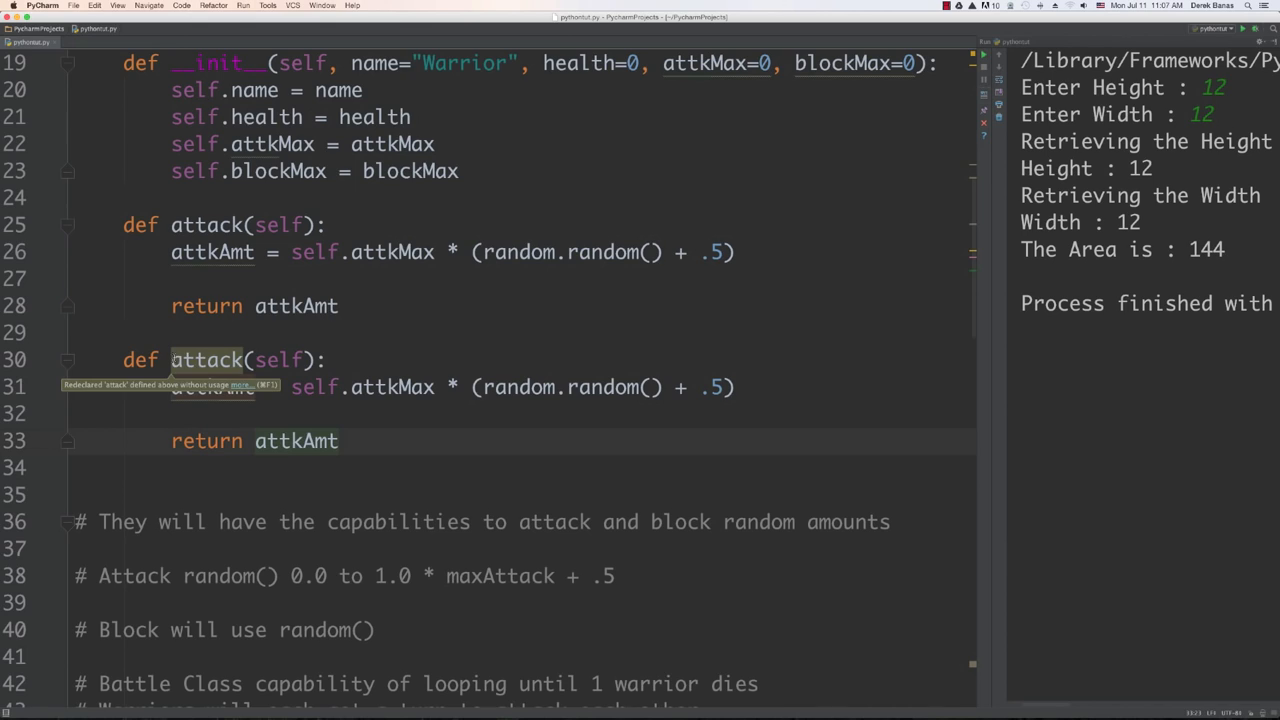 PyCharm File Edit View Navigate Code Refactor Run Tools VCS Window Help
10 Mon Jul 11 11:07 AM Derek Banas
pythontut.py - PycharmProjects - [~/PycharmProjects]
PycharmProjects pythontut.py pythontut
pythontut.py Run pythontut
19 def __init__(self, name="Warrior", health=0, attkMax=0, blockMax=0):
20 self.name = name
21 self.health = health
22 self.attkMax = attkMax
23 self.blockMax = blockMax
24
25 def attack(self):
26 attkAmt = self.attkMax * (random.random() + .5)
27
28 return attkAmt
29
30 def attack(self):
Redeclared 'attack' defined above without usage more... (⌘F1)
31 attkAmt = self.attkMax * (random.random() + .5)
32
33 return attkAmt
34
35
36 # They will have the capabilities to attack and block random amounts
37
38 # Attack random() 0.0 to 1.0 * maxAttack + .5
39
40 # Block will use random()
41
42 # Battle Class capability of looping until 1 warrior dies
/Library/Frameworks/Py
Enter Height : 12
Enter Width : 12
Retrieving the Height
Height : 12
Retrieving the Width
Width : 12
The Area is : 144
Process finished with
33:23 LF÷ UTF-8÷